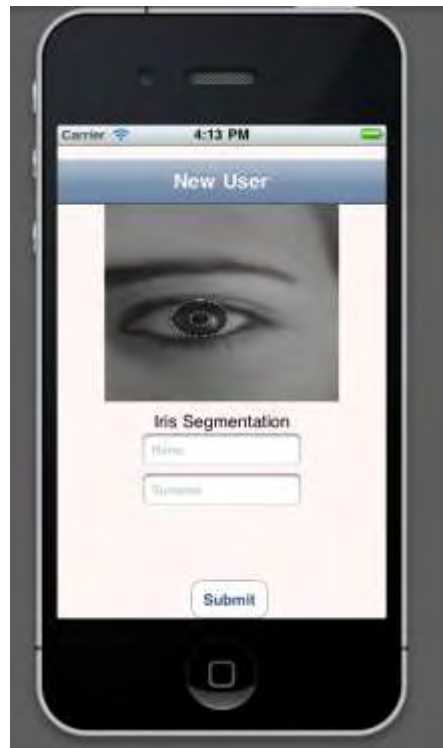 Carrier 4:13 PM
New User
Iris Segmentation
Name
Surname
Submit